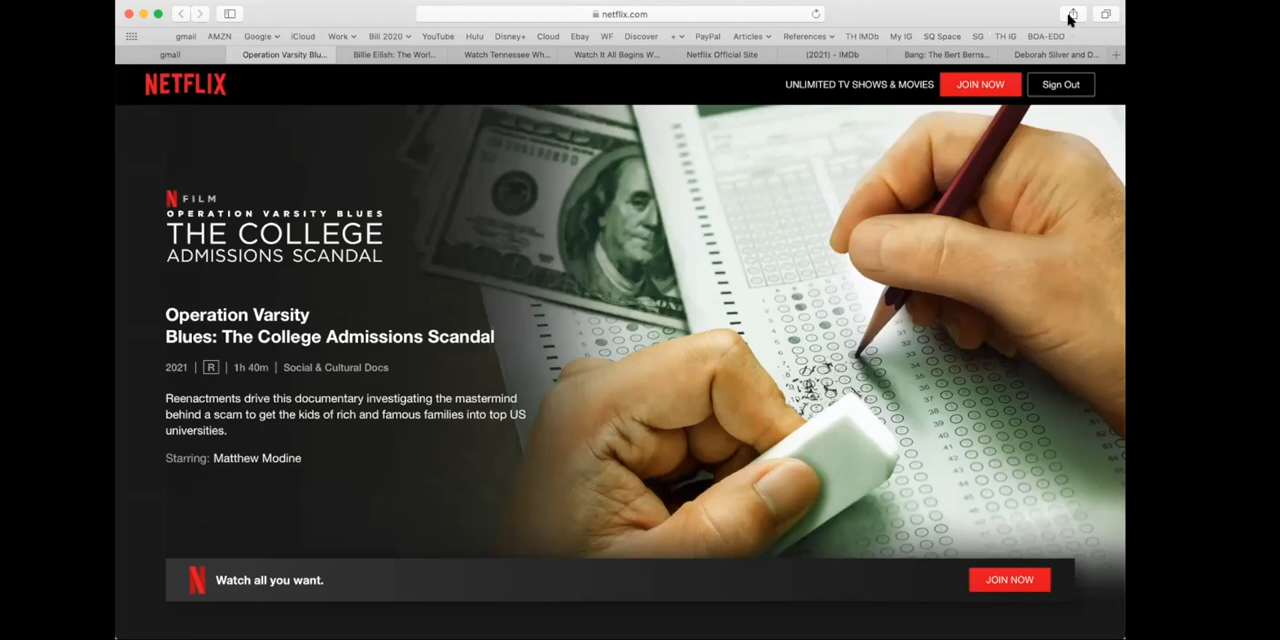 netflix.com
gmail AMZN Google iCloud Work Bill 2020 YouTube Hulu Disney+ Cloud Ebay WF Discover + PayPal Articles References TH IMDb My IG SQ Space SG TH IG BOA-EDD
gmail Operation Varsity Blu... Billie Eilish: The Worl... Watch Tennessee Wh... Watch It All Begins W... Netflix Official Site (2021) - IMDb Bang: The Bert Berns... Deborah Silver and D... +
NETFLIX UNLIMITED TV SHOWS & MOVIES JOIN NOW Sign Out
N FILM
OPERATION VARSITY BLUES
THE COLLEGE
ADMISSIONS SCANDAL
Operation Varsity
Blues: The College Admissions Scandal
2021 | R | 1h 40m | Social & Cultural Docs
Reenactments drive this documentary investigating the mastermind
behind a scam to get the kids of rich and famous families into top US
universities.
Starring: Matthew Modine
N Watch all you want. JOIN NOW